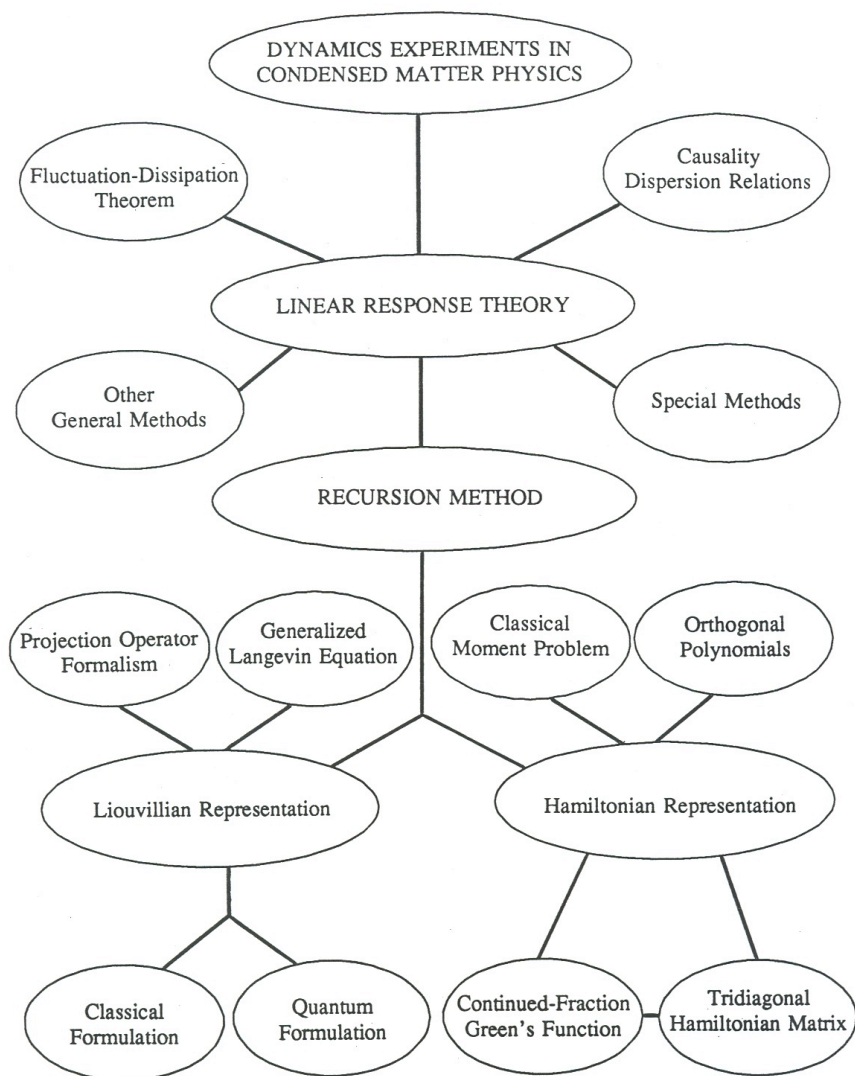 DYNAMICS EXPERIMENTS IN
CONDENSED MATTER PHYSICS
Fluctuation-Dissipation
Theorem
Causality
Dispersion Relations
LINEAR RESPONSE THEORY
Other
General Methods
Special Methods
RECURSION METHOD
Projection Operator
Formalism
Generalized
Langevin Equation
Classical
Moment Problem
Orthogonal
Polynomials
Liouvillian Representation
Hamiltonian Representation
Classical
Formulation
Quantum
Formulation
Continued-Fraction
Green's Function
Tridiagonal
Hamiltonian Matrix